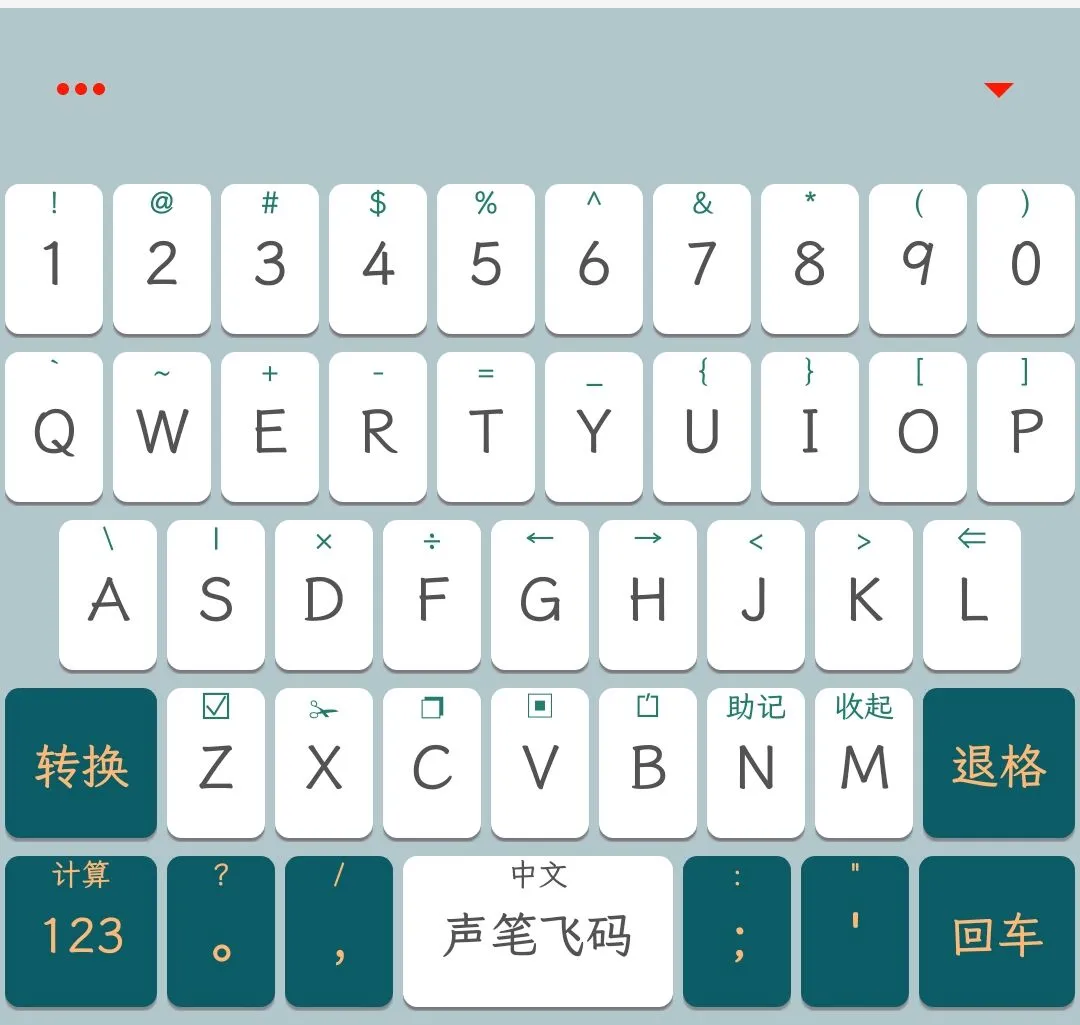 ! @ # $ % ^ & * ( )
1 2 3 4 5 6 7 8 9 0
` ~ + - = _ { } [ ]
Q W E R T Y U I O P
\ | × ÷ ← → < > ⇐
A S D F G H J K L
☑ ✂ ❐ ▣ 助记 收起
转换 Z X C V B N M 退格
计算 ? / 中文 : "
123 。 , 声笔飞码 ; ' 回车